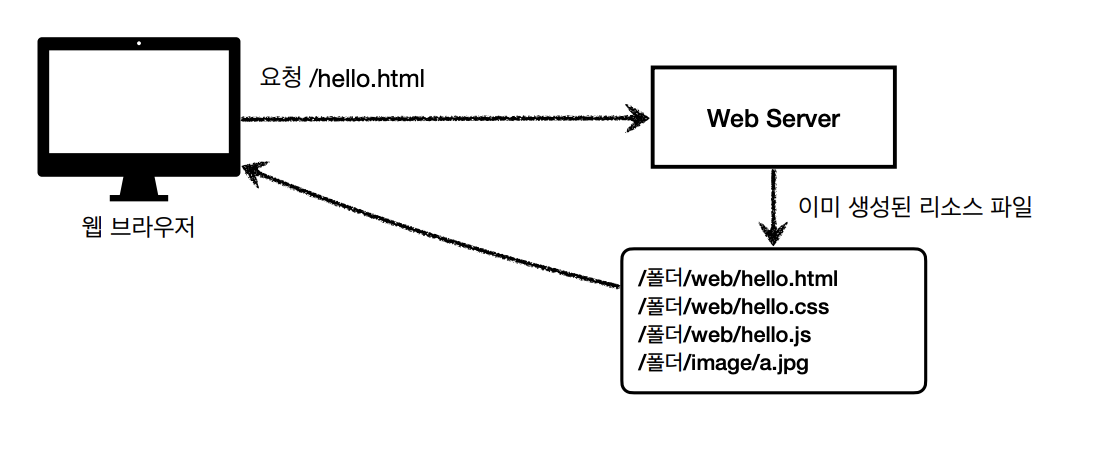 요청 /hello.html
Web Server
웹 브라우저
이미 생성된 리소스 파일
/폴더/web/hello.html
/폴더/web/hello.css
/폴더/web/hello.js
/폴더/image/a.jpg